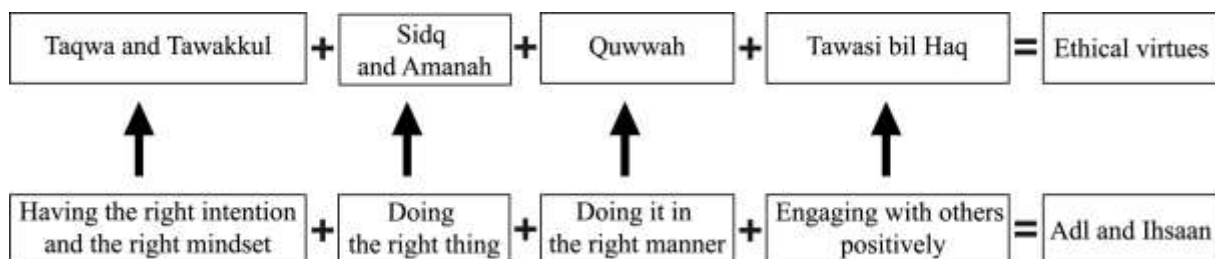 Taqwa and Tawakkul + Sidq and Amanah + Quwwah + Tawasi bil Haq = Ethical virtues
Having the right intention and the right mindset + Doing the right thing + Doing it in the right manner + Engaging with others positively = Adl and Ihsaan